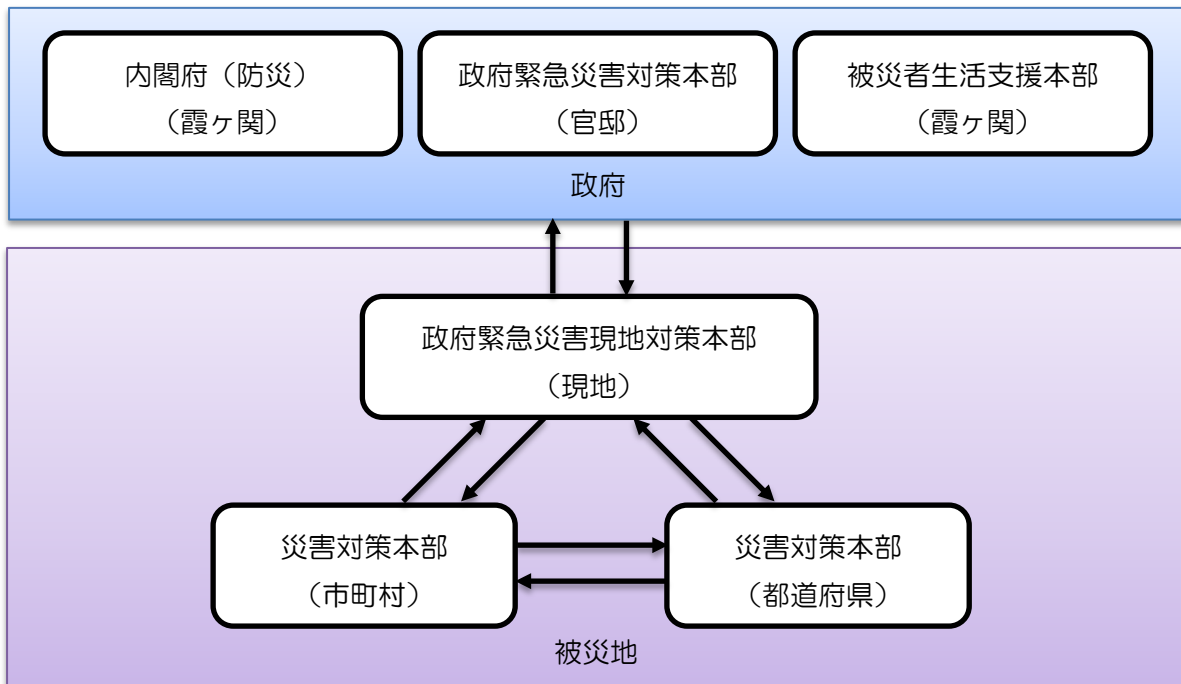 内閣府（防災）
（霞ヶ関）
政府緊急災害対策本部
（官邸）
被災者生活支援本部
（霞ヶ関）
政府
政府緊急災害現地対策本部
（現地）
災害対策本部
（市町村）
災害対策本部
（都道府県）
被災地